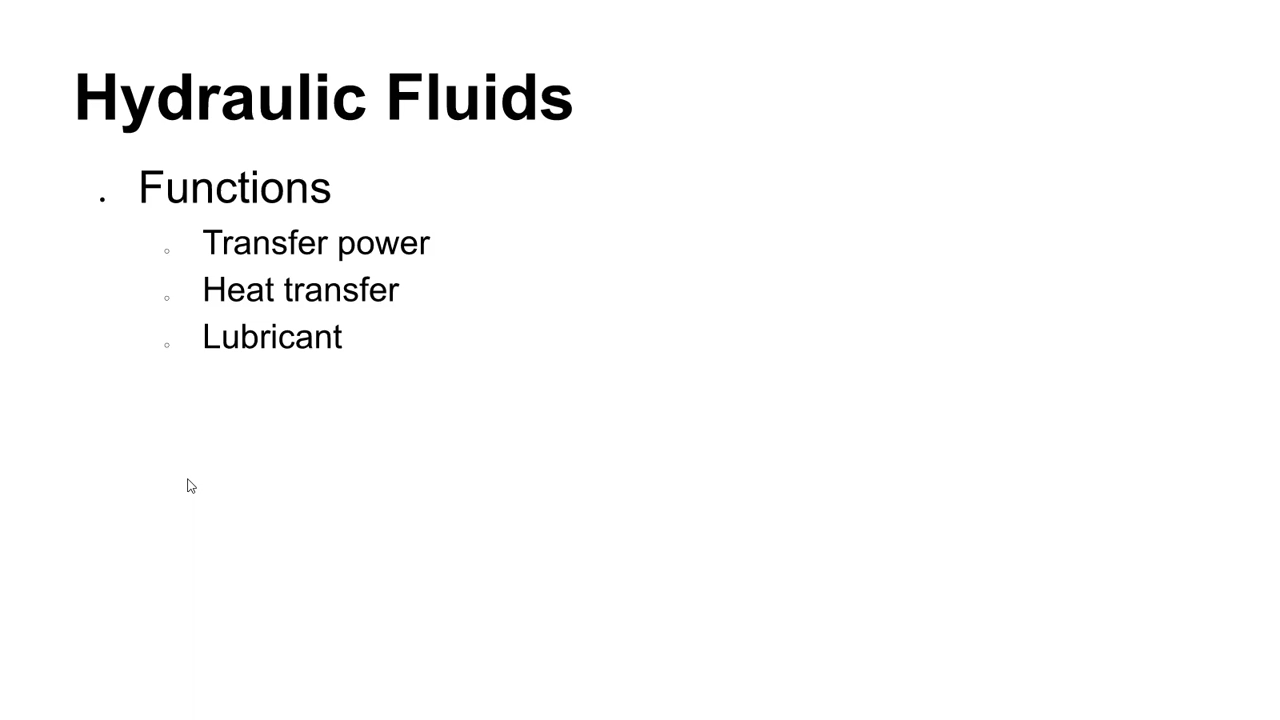 Hydraulic Fluids
Functions
Transfer power
Heat transfer
Lubricant